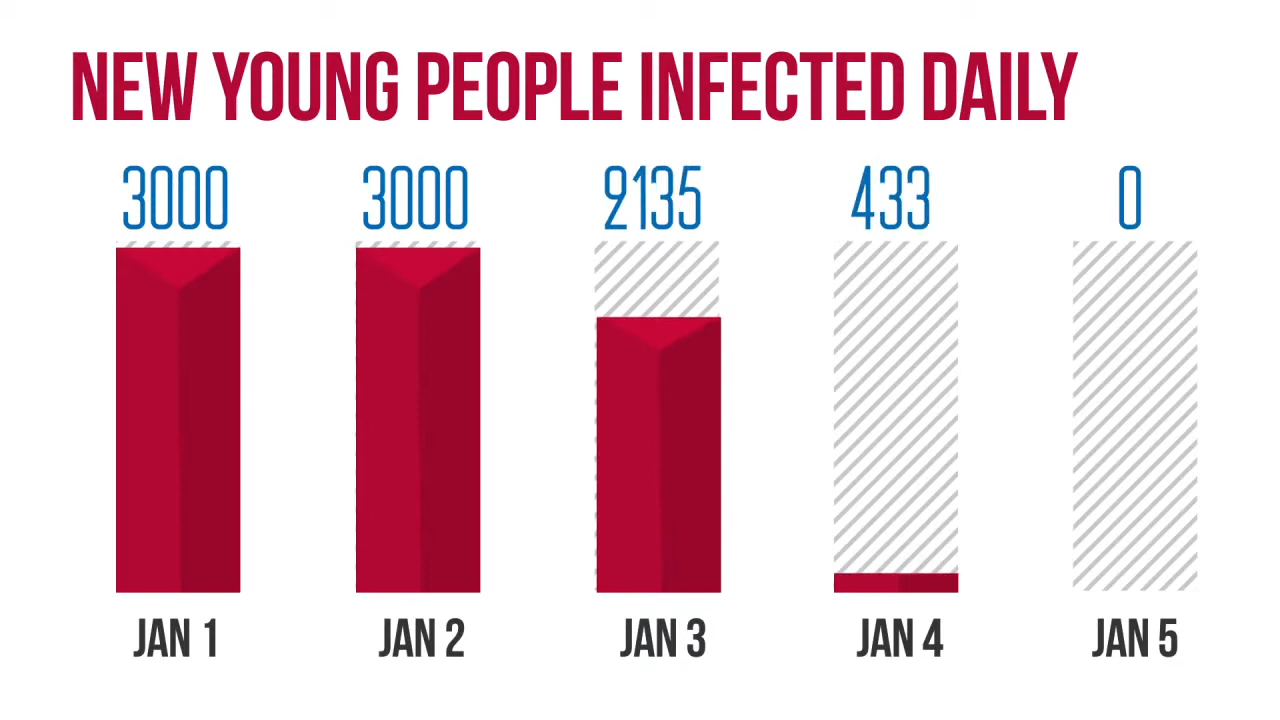 NEW YOUNG PEOPLE INFECTED DAILY
3000 3000 2135 433 0
JAN 1 JAN 2 JAN 3 JAN 4 JAN 5